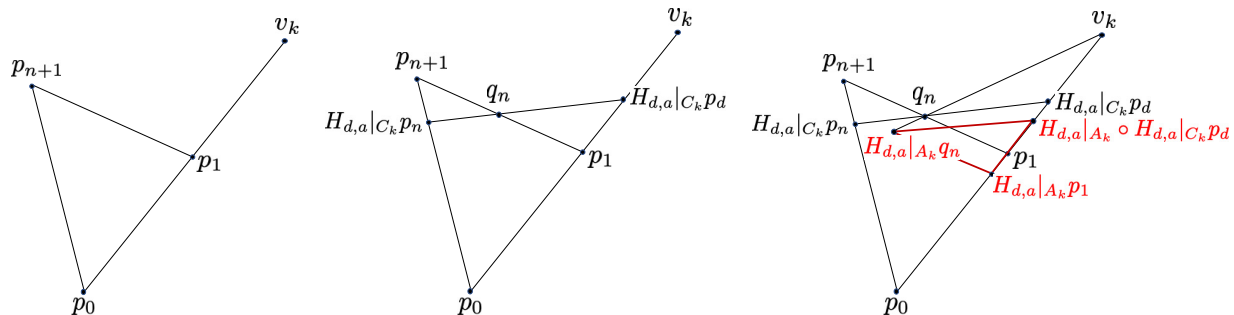 v_k
p_{n+1}
p_1
p_0
v_k
p_{n+1}
q_n
H_{d,a}|_{C_k} p_d
H_{d,a}|_{C_k} p_n
p_1
p_0
v_k
p_{n+1}
q_n
H_{d,a}|_{C_k} p_d
H_{d,a}|_{C_k} p_n
H_{d,a}|_{A_k} ∘ H_{d,a}|_{C_k} p_d
H_{d,a}|_{A_k} q_n
p_1
H_{d,a}|_{A_k} p_1
p_0